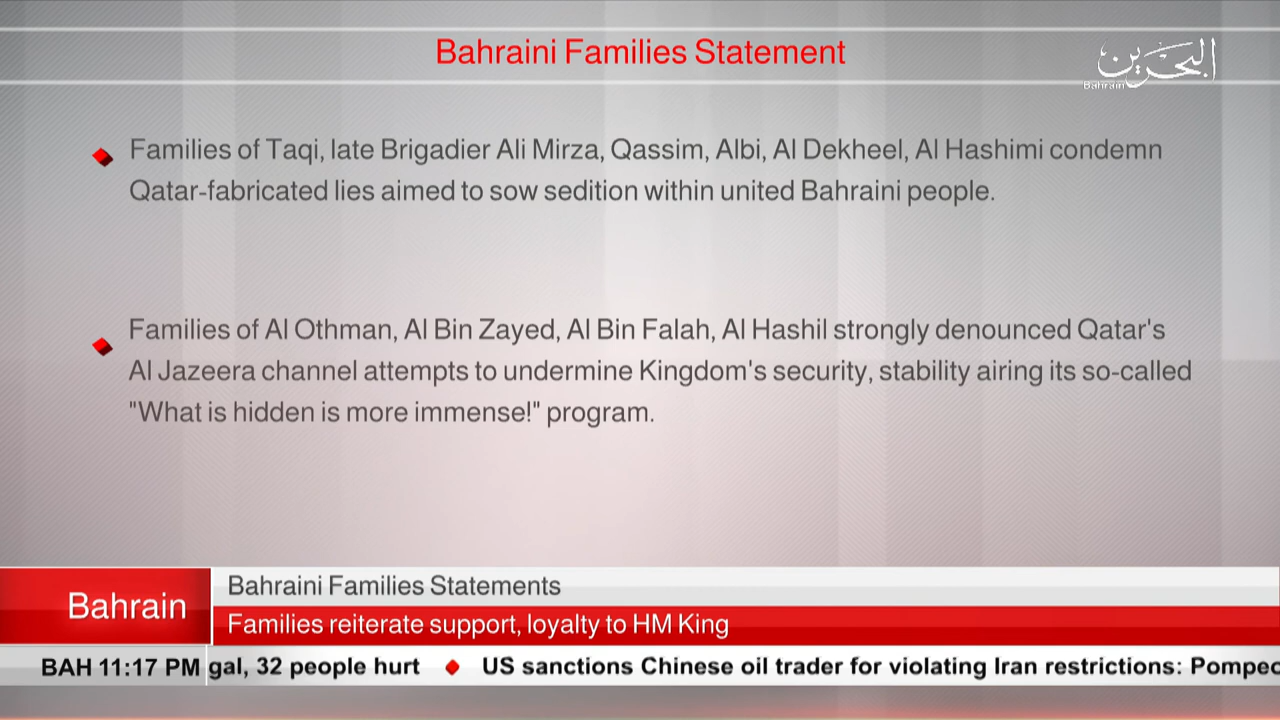 Bahraini Families Statement
البحرين
Bahrain
Families of Taqi, late Brigadier Ali Mirza, Qassim, Albi, Al Dekheel, Al Hashimi condemn
Qatar-fabricated lies aimed to sow sedition within united Bahraini people.
Families of Al Othman, Al Bin Zayed, Al Bin Falah, Al Hashil strongly denounced Qatar's
Al Jazeera channel attempts to undermine Kingdom's security, stability airing its so-called
"What is hidden is more immense!" program.
Bahrain
Bahraini Families Statements
Families reiterate support, loyalty to HM King
BAH 11:17 PM gal, 32 people hurt ◆ US sanctions Chinese oil trader for violating Iran restrictions: Pompeo